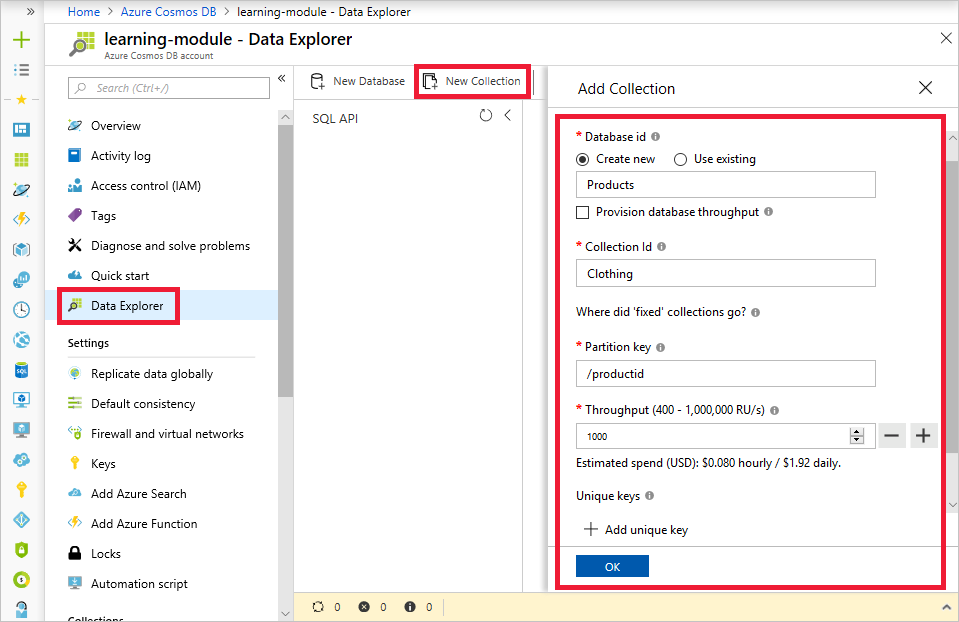 Home > Azure Cosmos DB > learning-module - Data Explorer
learning-module - Data Explorer
Azure Cosmos DB account
Search (Ctrl+/)
Overview
Activity log
Access control (IAM)
Tags
Diagnose and solve problems
Quick start
Data Explorer
Settings
Replicate data globally
Default consistency
Firewall and virtual networks
Keys
Add Azure Search
Add Azure Function
Locks
Automation script
Collections
New Database
New Collection
SQL API
Add Collection
* Database id
Create new
Use existing
Products
Provision database throughput
* Collection Id
Clothing
Where did 'fixed' collections go?
* Partition key
/productid
* Throughput (400 - 1,000,000 RU/s)
1000
Estimated spend (USD): $0.080 hourly / $1.92 daily.
Unique keys
Add unique key
OK
0 0 0